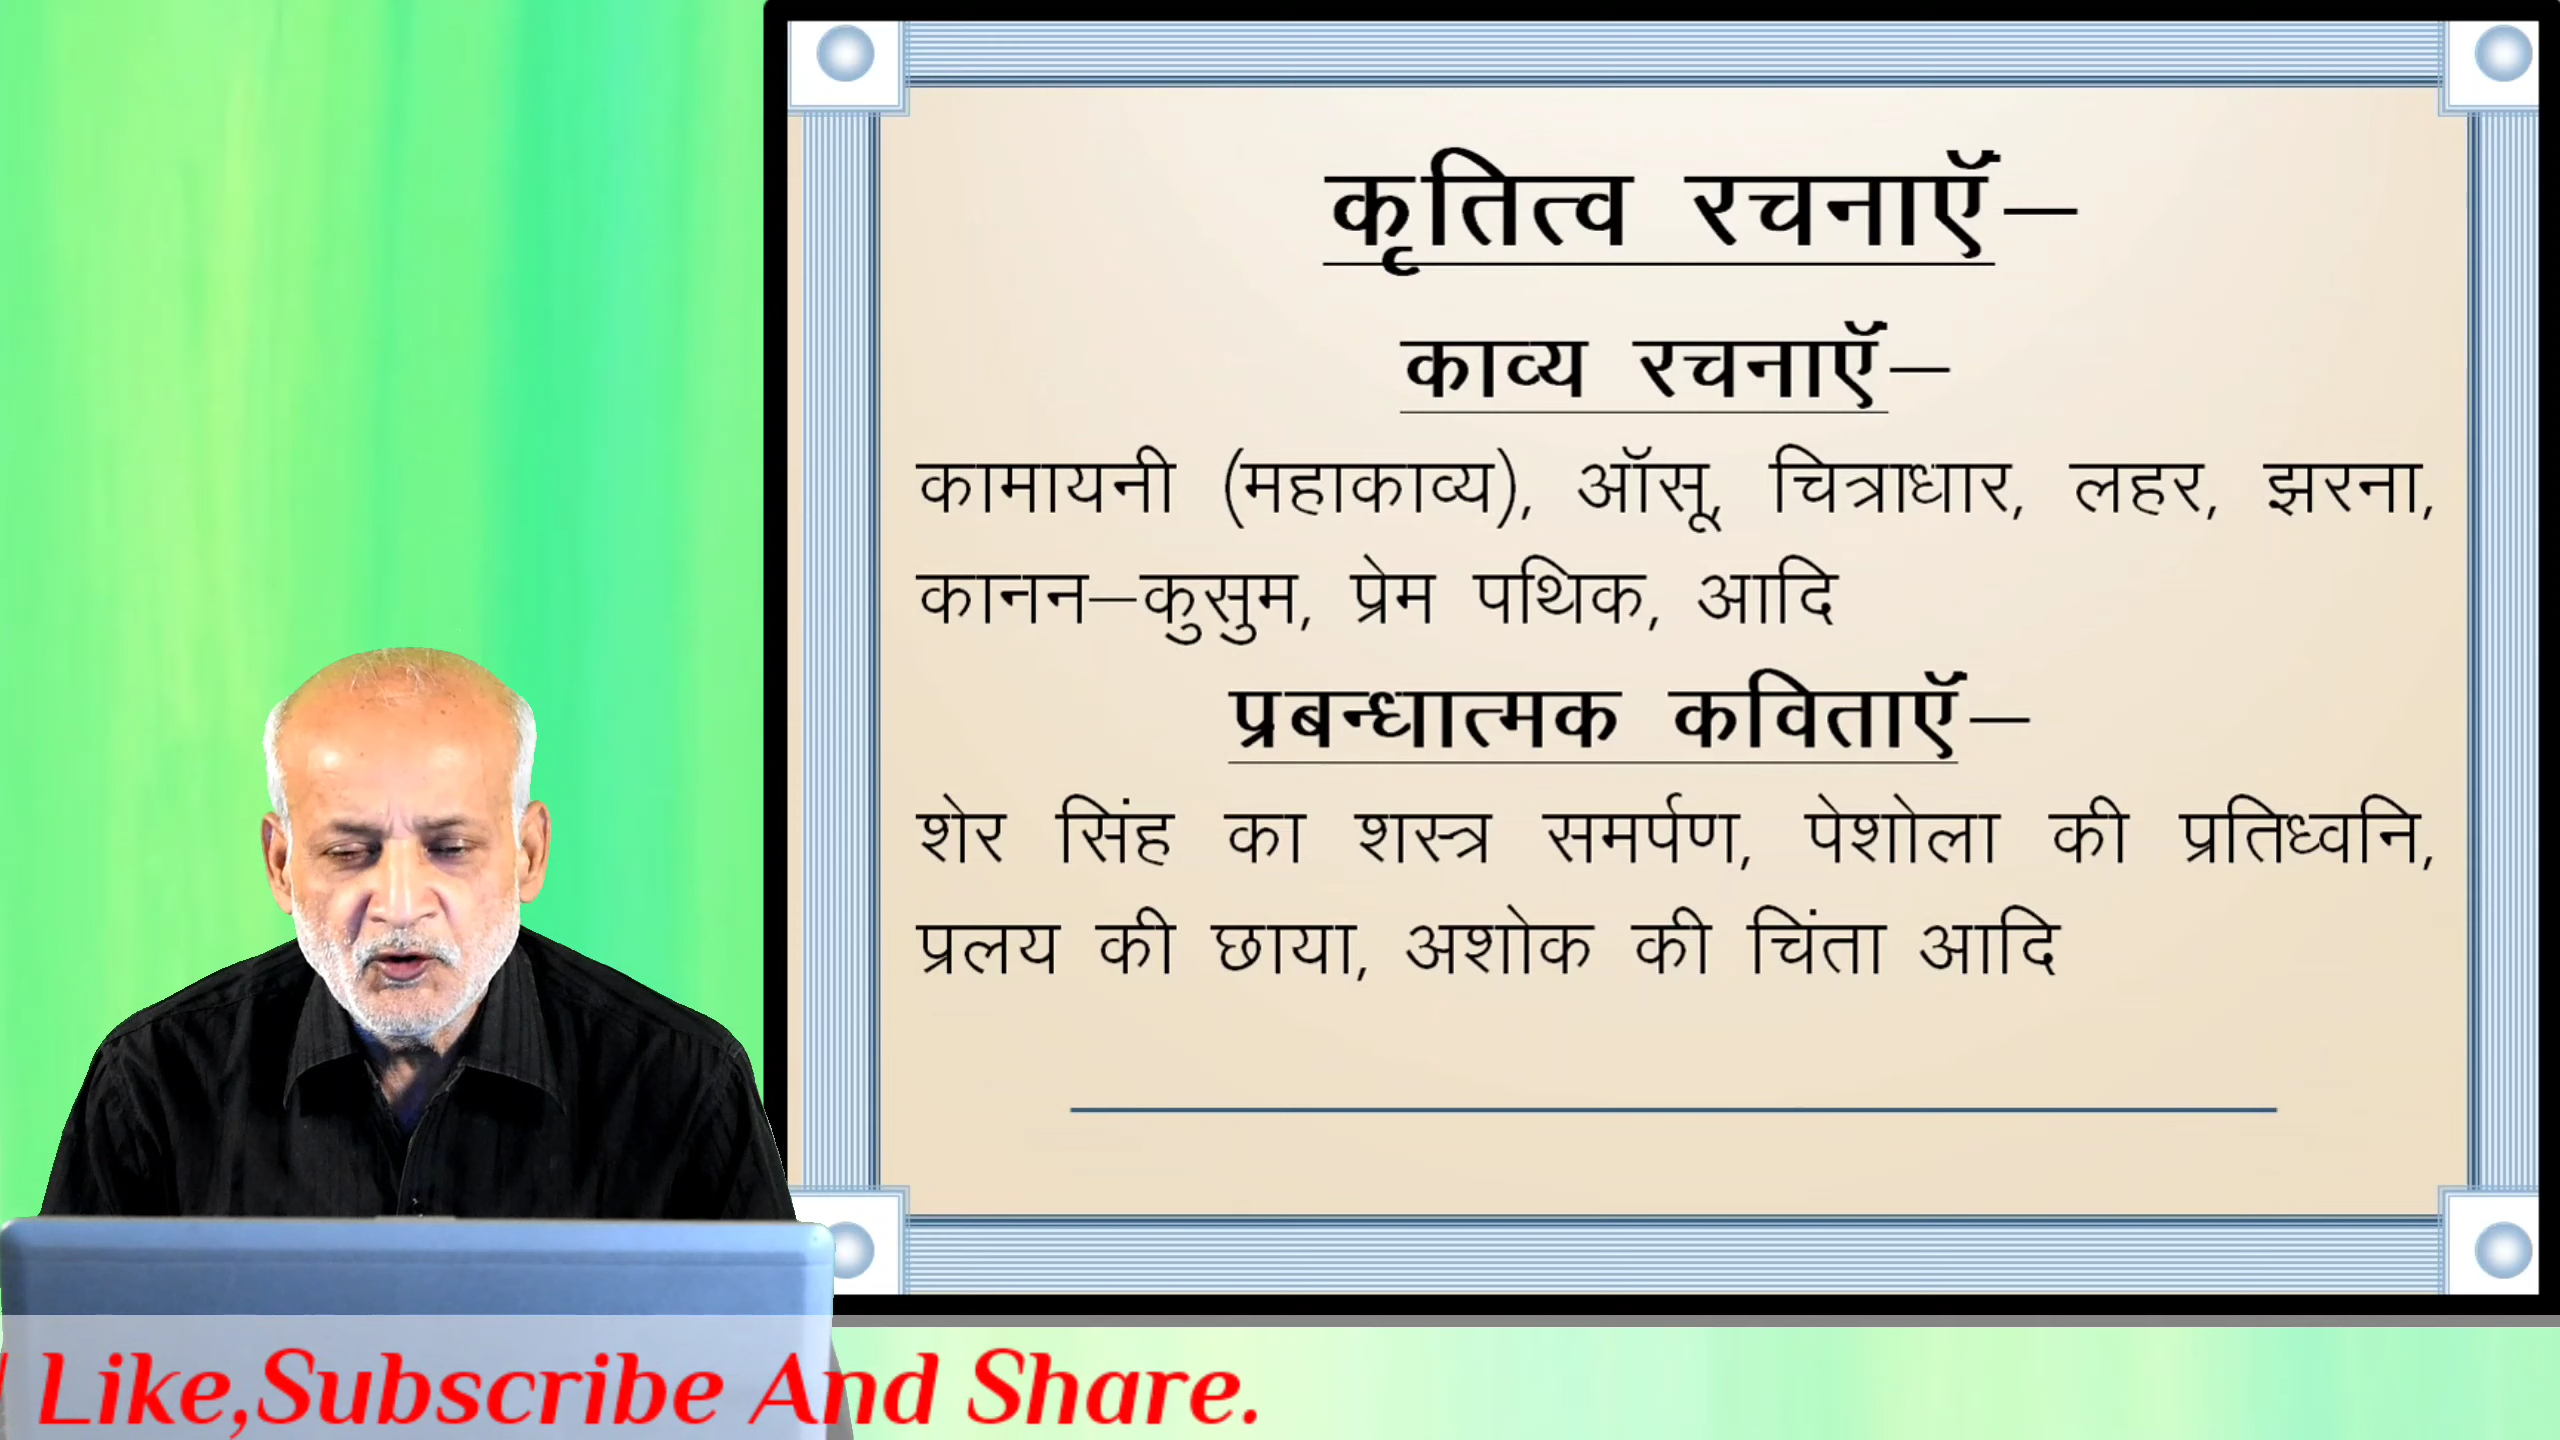 कृतित्व रचनाऍ–
काव्य रचनाऍ–
कामायनी (महाकाव्य), ऑसू, चित्राधार, लहर, झरना,
कानन–कुसुम, प्रेम पथिक, आदि
प्रबन्धात्मक कविताऍ–
शेर सिंह का शस्त्र समर्पण, पेशोला की प्रतिध्वनि,
प्रलय की छाया, अशोक की चिंता आदि
Like,Subscribe And Share.